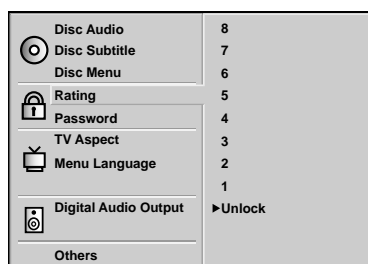 Disc Audio
Disc Subtitle
Disc Menu
Rating
Password
TV Aspect
Menu Language
Digital Audio Output
Others
8
7
6
5
4
3
2
1
▶Unlock